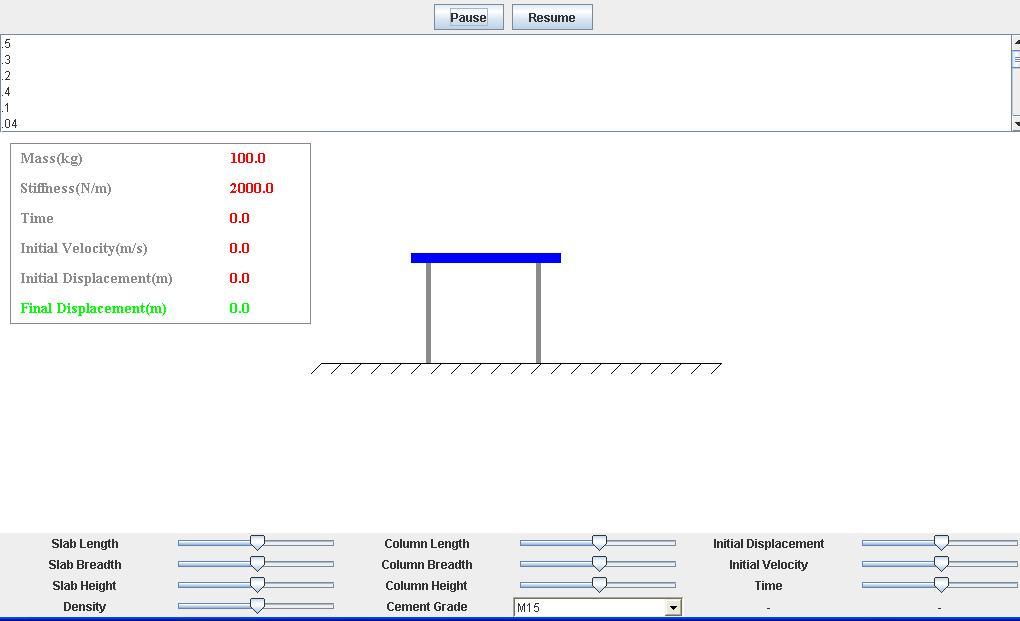 Pause Resume
.5
.3
.2
.4
.1
.04
Mass(kg) 100.0
Stiffness(N/m) 2000.0
Time 0.0
Initial Velocity(m/s) 0.0
Initial Displacement(m) 0.0
Final Displacement(m) 0.0
Slab Length Column Length Initial Displacement
Slab Breadth Column Breadth Initial Velocity
Slab Height Column Height Time
Density Cement Grade M15 - -